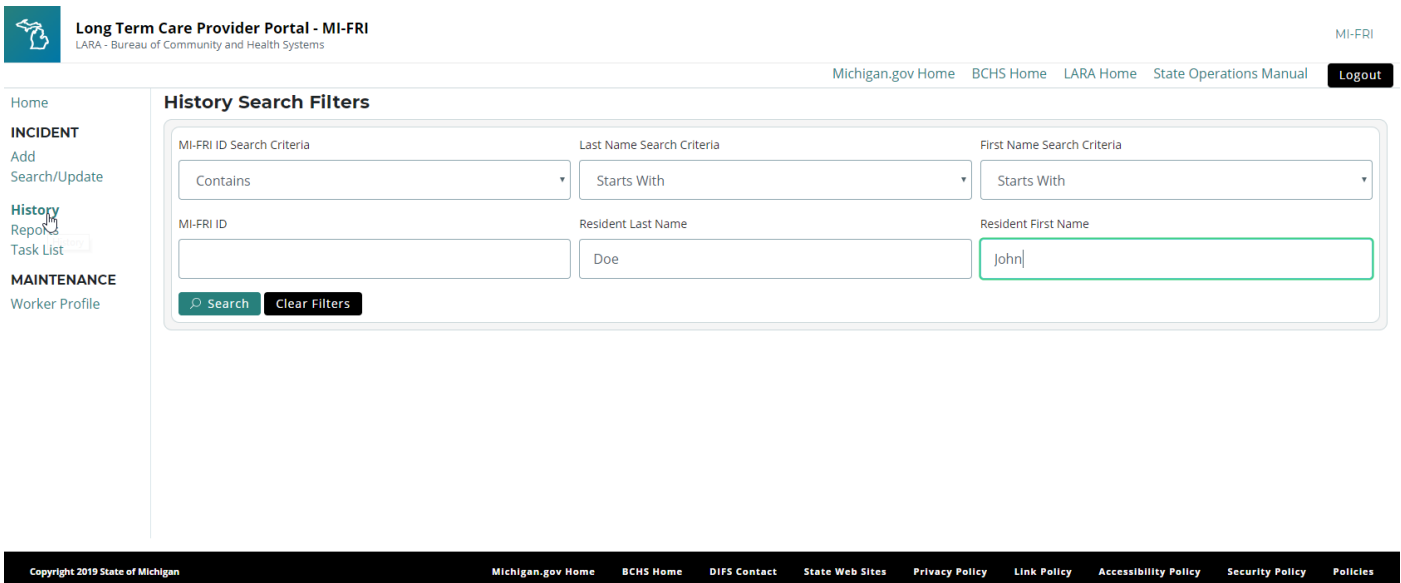 Long Term Care Provider Portal - MI-FRI
LARA - Bureau of Community and Health Systems
MI-FRI
Michigan.gov Home BCHS Home LARA Home State Operations Manual Logout
Home
INCIDENT
Add
Search/Update
History
Reports
Task List
MAINTENANCE
Worker Profile
History Search Filters
MI-FRI ID Search Criteria Last Name Search Criteria First Name Search Criteria
Contains Starts With Starts With
MI-FRI ID Resident Last Name Resident First Name
Doe John
Search Clear Filters
Copyright 2019 State of Michigan Michigan.gov Home BCHS Home DIFS Contact State Web Sites Privacy Policy Link Policy Accessibility Policy Security Policy Policies